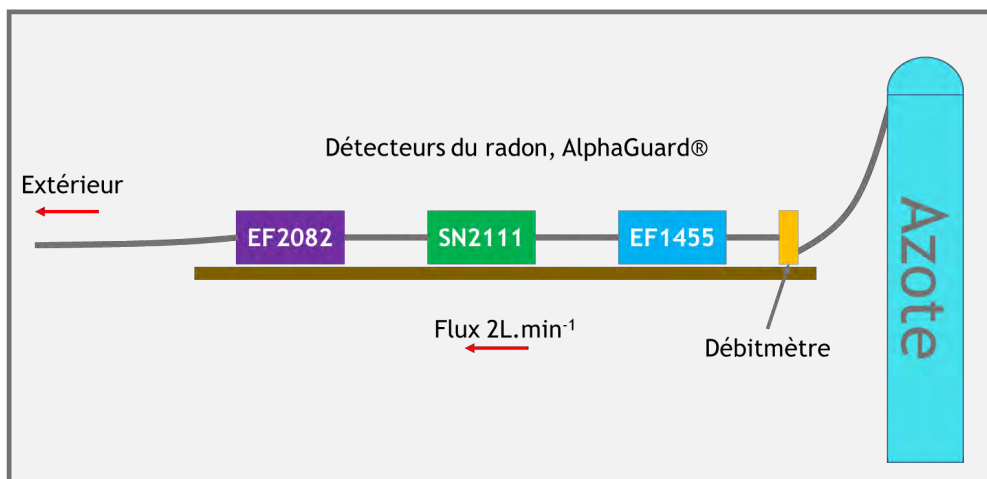 Détecteurs du radon, AlphaGuard®
Extérieur
EF2082
SN2111
EF1455
Azote
Flux 2L.min⁻¹
Débitmètre